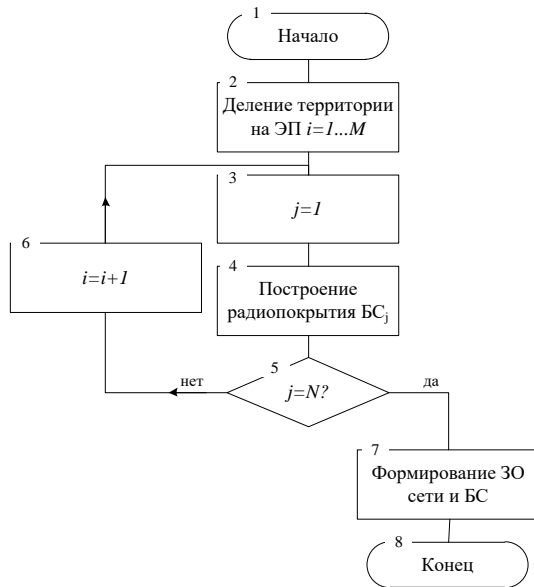 1
Начало
2
Деление территории
на ЭП i=1...M
3
j=1
6
i=i+1
4
Построение
радиопокрытия БСj
5
нет
j=N?
да
7
Формирование ЗО
сети и БС
8
Конец